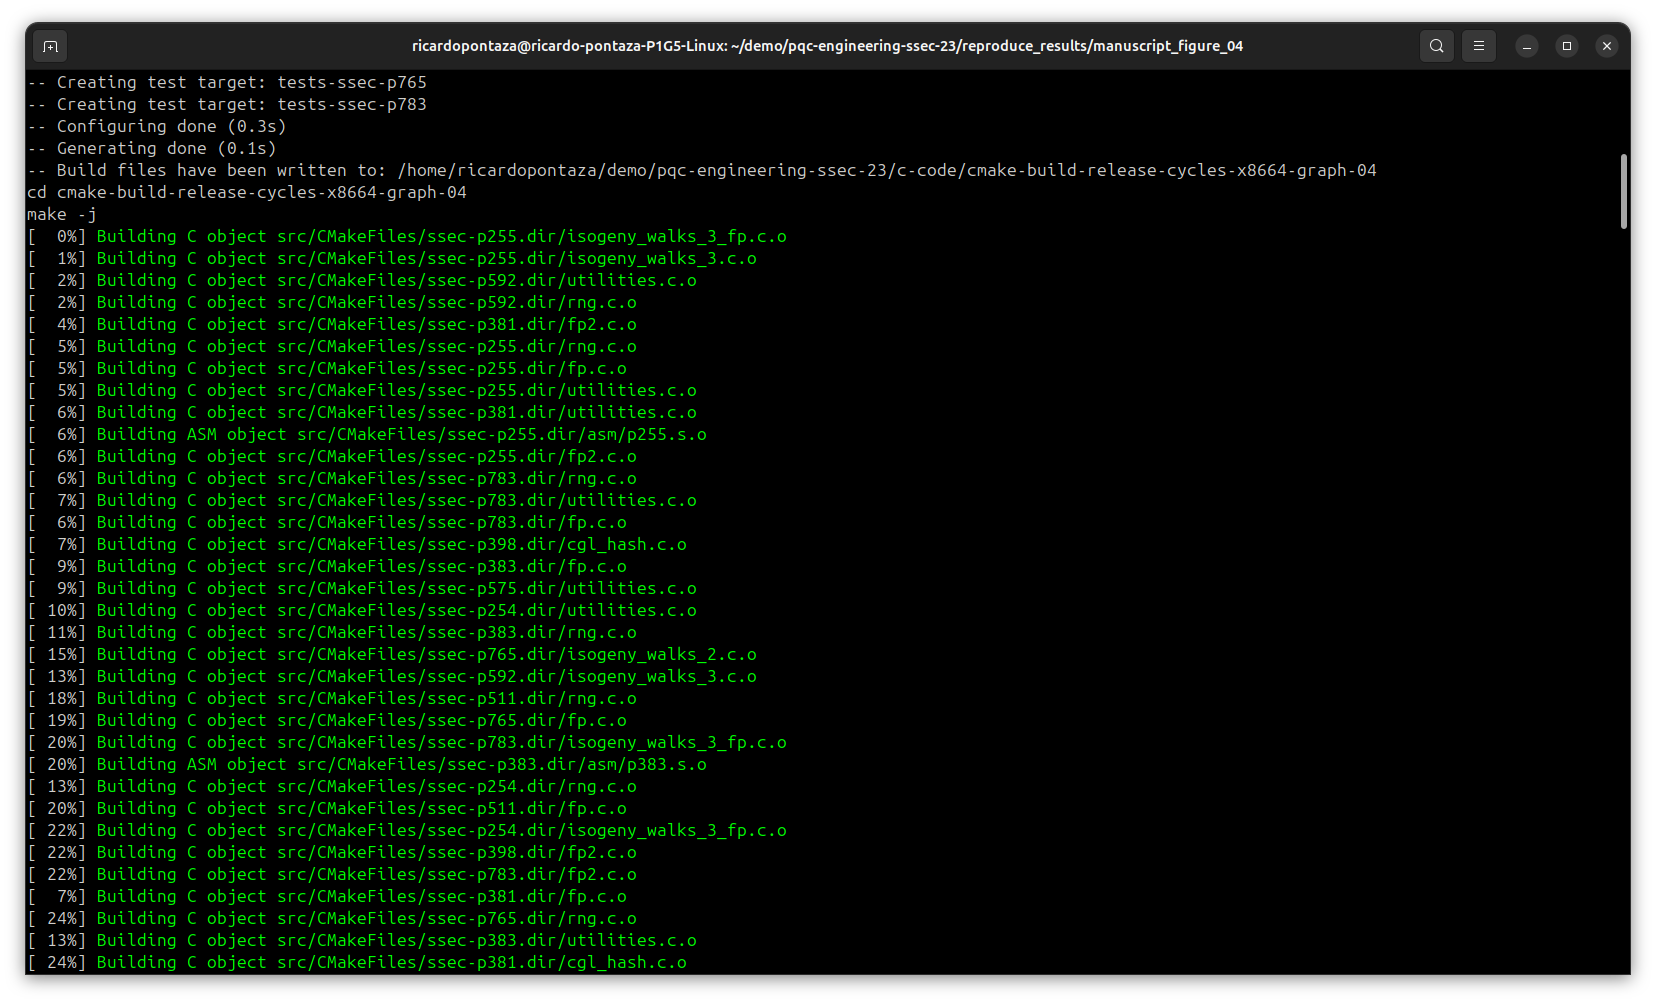 ricardopontaza@ricardo-pontaza-P1G5-Linux: ~/demo/pqc-engineering-ssec-23/reproduce_results/manuscript_figure_04
-- Creating test target: tests-ssec-p765
-- Creating test target: tests-ssec-p783
-- Configuring done (0.3s)
-- Generating done (0.1s)
-- Build files have been written to: /home/ricardopontaza/demo/pqc-engineering-ssec-23/c-code/cmake-build-release-cycles-x8664-graph-04
cd cmake-build-release-cycles-x8664-graph-04
make -j
[  0%] Building C object src/CMakeFiles/ssec-p255.dir/isogeny_walks_3_fp.c.o
[  1%] Building C object src/CMakeFiles/ssec-p255.dir/isogeny_walks_3.c.o
[  2%] Building C object src/CMakeFiles/ssec-p592.dir/utilities.c.o
[  2%] Building C object src/CMakeFiles/ssec-p592.dir/rng.c.o
[  4%] Building C object src/CMakeFiles/ssec-p381.dir/fp2.c.o
[  5%] Building C object src/CMakeFiles/ssec-p255.dir/rng.c.o
[  5%] Building C object src/CMakeFiles/ssec-p255.dir/fp.c.o
[  5%] Building C object src/CMakeFiles/ssec-p255.dir/utilities.c.o
[  6%] Building C object src/CMakeFiles/ssec-p381.dir/utilities.c.o
[  6%] Building ASM object src/CMakeFiles/ssec-p255.dir/asm/p255.s.o
[  6%] Building C object src/CMakeFiles/ssec-p255.dir/fp2.c.o
[  6%] Building C object src/CMakeFiles/ssec-p783.dir/rng.c.o
[  7%] Building C object src/CMakeFiles/ssec-p783.dir/utilities.c.o
[  6%] Building C object src/CMakeFiles/ssec-p783.dir/fp.c.o
[  7%] Building C object src/CMakeFiles/ssec-p398.dir/cgl_hash.c.o
[  9%] Building C object src/CMakeFiles/ssec-p383.dir/fp.c.o
[  9%] Building C object src/CMakeFiles/ssec-p575.dir/utilities.c.o
[ 10%] Building C object src/CMakeFiles/ssec-p254.dir/utilities.c.o
[ 11%] Building C object src/CMakeFiles/ssec-p383.dir/rng.c.o
[ 15%] Building C object src/CMakeFiles/ssec-p765.dir/isogeny_walks_2.c.o
[ 13%] Building C object src/CMakeFiles/ssec-p592.dir/isogeny_walks_3.c.o
[ 18%] Building C object src/CMakeFiles/ssec-p511.dir/rng.c.o
[ 19%] Building C object src/CMakeFiles/ssec-p765.dir/fp.c.o
[ 20%] Building C object src/CMakeFiles/ssec-p783.dir/isogeny_walks_3_fp.c.o
[ 20%] Building ASM object src/CMakeFiles/ssec-p383.dir/asm/p383.s.o
[ 13%] Building C object src/CMakeFiles/ssec-p254.dir/rng.c.o
[ 20%] Building C object src/CMakeFiles/ssec-p511.dir/fp.c.o
[ 22%] Building C object src/CMakeFiles/ssec-p254.dir/isogeny_walks_3_fp.c.o
[ 22%] Building C object src/CMakeFiles/ssec-p398.dir/fp2.c.o
[ 22%] Building C object src/CMakeFiles/ssec-p783.dir/fp2.c.o
[  7%] Building C object src/CMakeFiles/ssec-p381.dir/fp.c.o
[ 24%] Building C object src/CMakeFiles/ssec-p765.dir/rng.c.o
[ 13%] Building C object src/CMakeFiles/ssec-p383.dir/utilities.c.o
[ 24%] Building C object src/CMakeFiles/ssec-p381.dir/cgl_hash.c.o